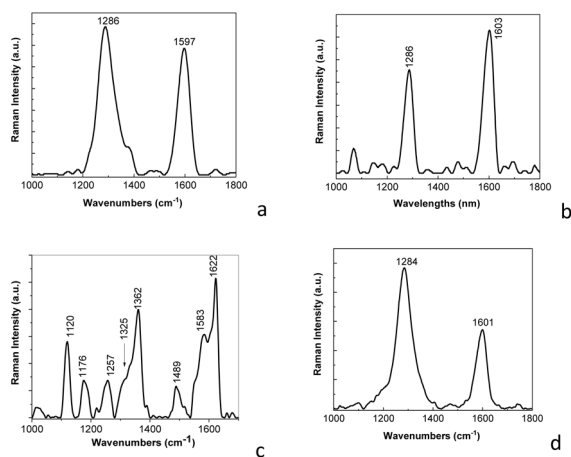 1286
1597
Raman Intensity (a.u.)
1000 1200 1400 1600 1800
Wavenumbers (cm⁻¹)
a
1286
1603
Raman Intensity (a.u.)
1000 1200 1400 1600 1800
Wavelengths (nm)
b
1120
1176
1257
1325
1362
1489
1583
1622
Raman Intensity (a.u.)
1000 1200 1400 1600
Wavenumbers (cm⁻¹)
c
1284
1601
Raman Intensity (a.u.)
1000 1200 1400 1600 1800
Wavenumbers (cm⁻¹)
d